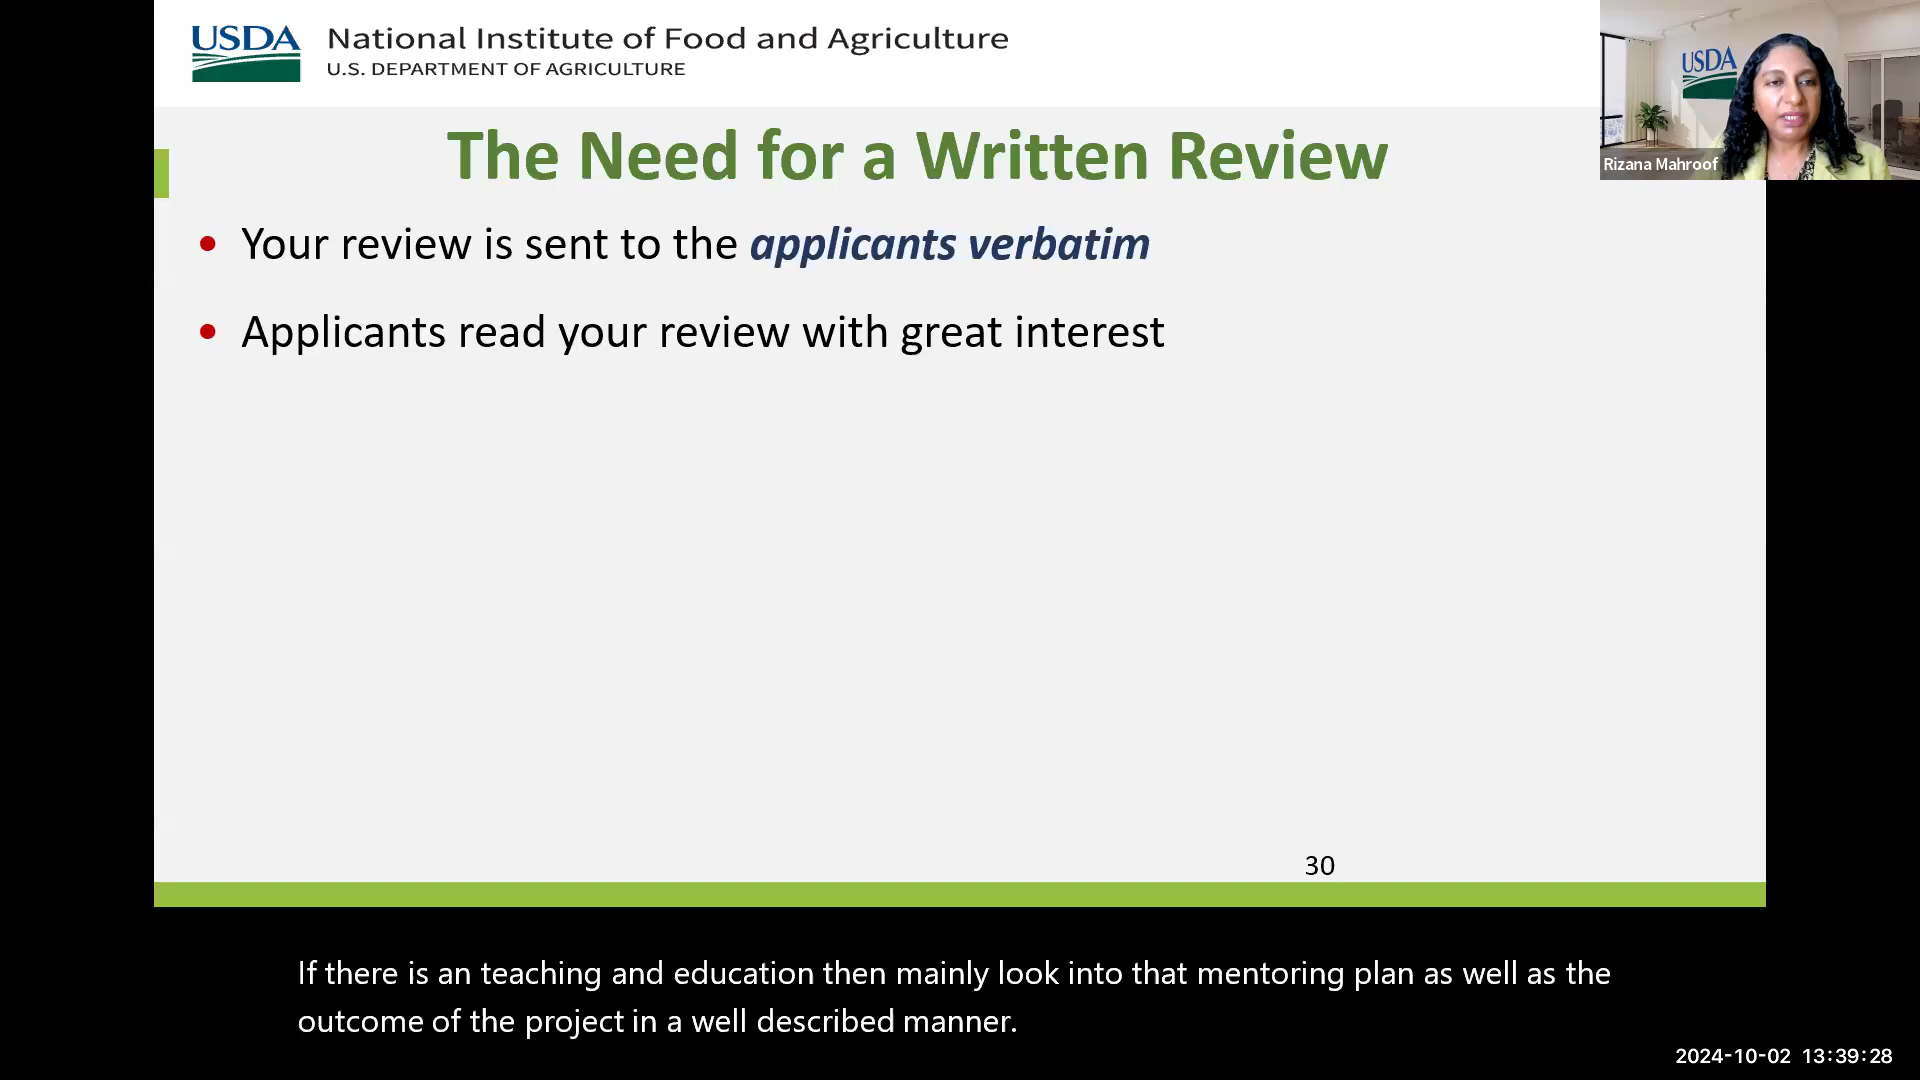 USDA
National Institute of Food and Agriculture
U.S. DEPARTMENT OF AGRICULTURE
USDA
Rizana Mahroof
The Need for a Written Review
• Your review is sent to the applicants verbatim
• Applicants read your review with great interest
30
If there is an teaching and education then mainly look into that mentoring plan as well as the
outcome of the project in a well described manner.
2024-10-02 13:39:28